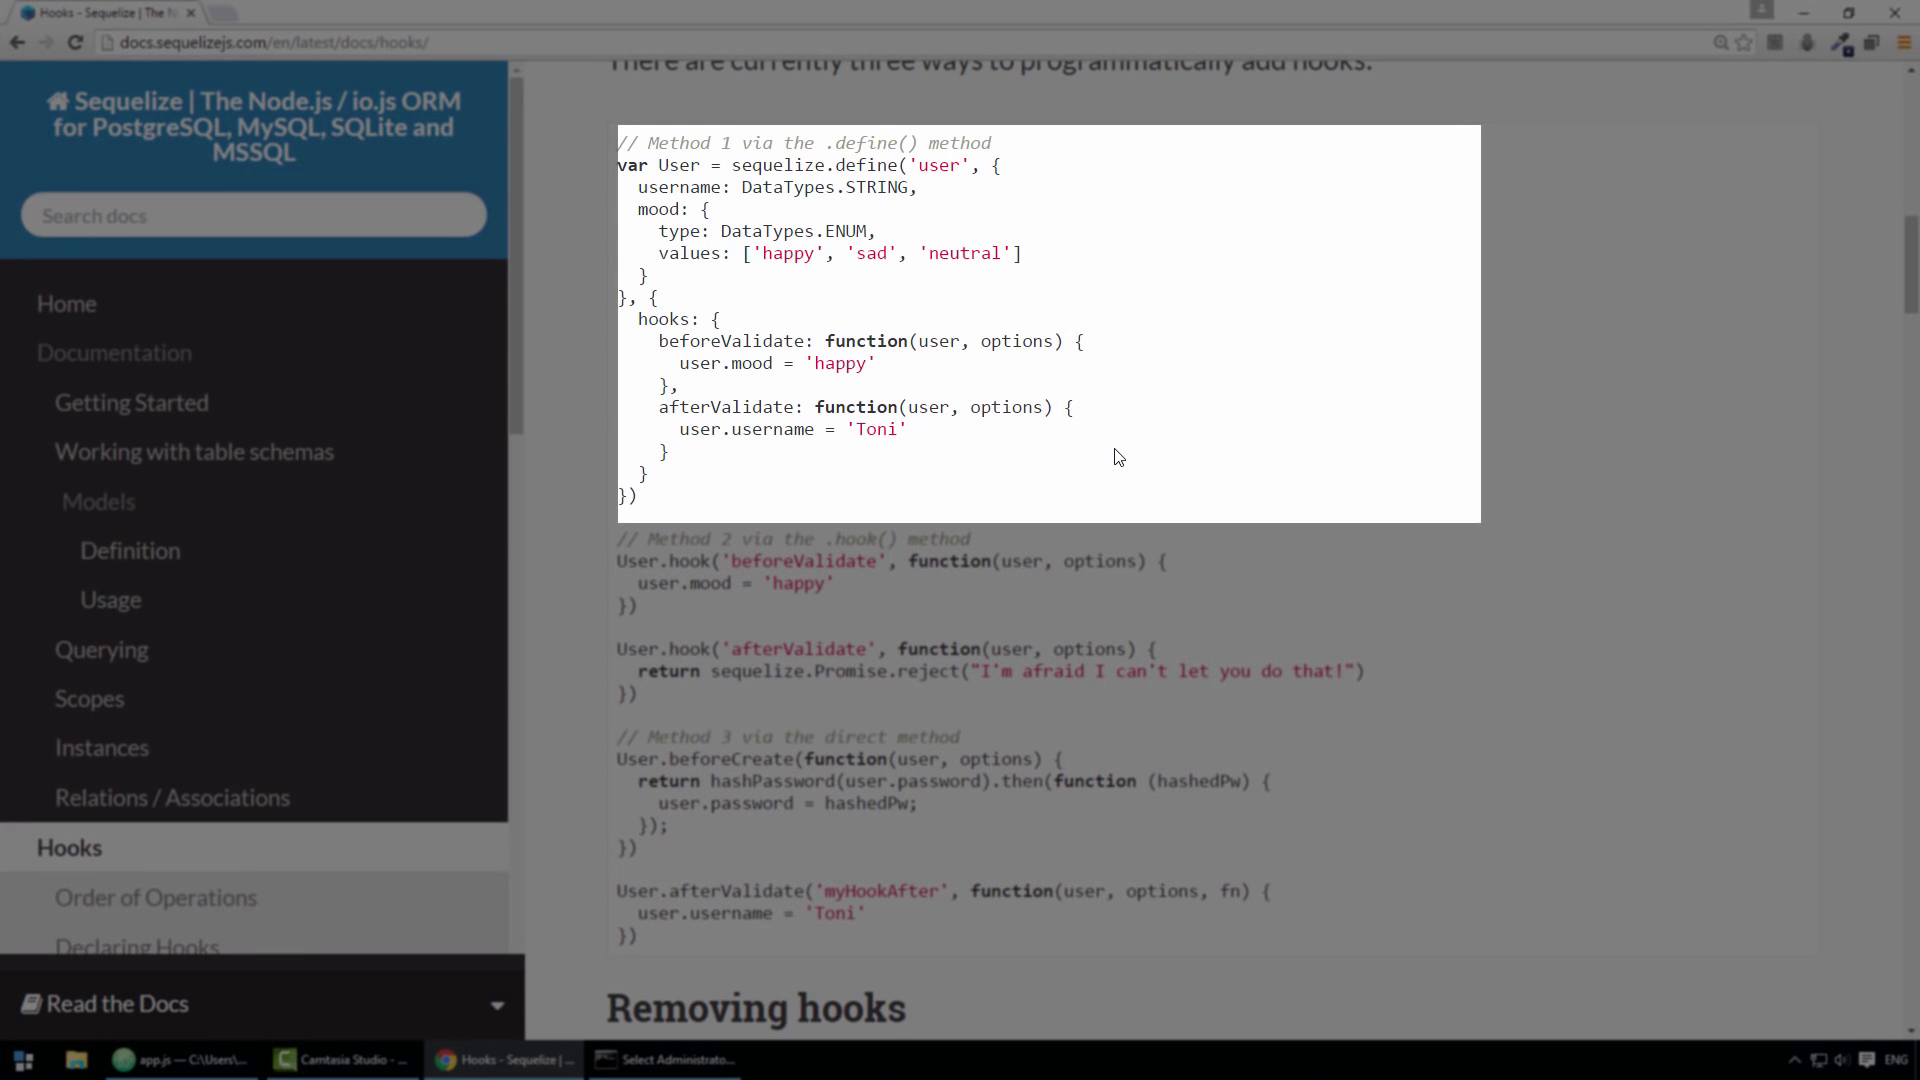 Hooks - Sequelize | The N
docs.sequelizejs.com/en/latest/docs/hooks/
Sequelize | The Node.js / io.js ORM
for PostgreSQL, MySQL, SQLite and
MSSQL
Search docs
Home
Documentation
Getting Started
Working with table schemas
Models
Definition
Usage
Querying
Scopes
Instances
Relations / Associations
Hooks
Order of Operations
Declaring Hooks
Read the Docs
There are currently three ways to programmatically add hooks:
// Method 1 via the .define() method
var User = sequelize.define('user', {
  username: DataTypes.STRING,
  mood: {
    type: DataTypes.ENUM,
    values: ['happy', 'sad', 'neutral']
  }
}, {
  hooks: {
    beforeValidate: function(user, options) {
      user.mood = 'happy'
    },
    afterValidate: function(user, options) {
      user.username = 'Toni'
    }
  }
})
// Method 2 via the .hook() method
User.hook('beforeValidate', function(user, options) {
  user.mood = 'happy'
})
User.hook('afterValidate', function(user, options) {
  return sequelize.Promise.reject("I'm afraid I can't let you do that!")
})
// Method 3 via the direct method
User.beforeCreate(function(user, options) {
  return hashPassword(user.password).then(function (hashedPw) {
    user.password = hashedPw;
  });
})
User.afterValidate('myHookAfter', function(user, options, fn) {
  user.username = 'Toni'
})
Removing hooks
app.js — C:\Users\...
Camtasia Studio - ...
Hooks - Sequelize | ...
Select Administrato...
ENG